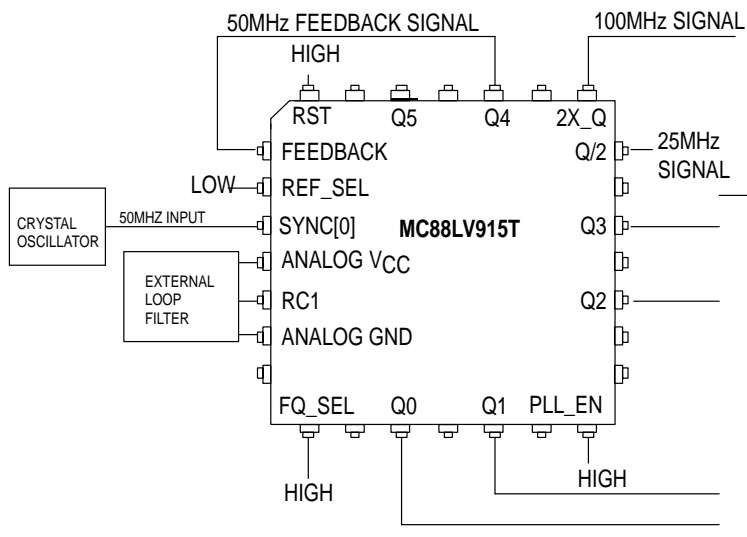 50MHz FEEDBACK SIGNAL
100MHz SIGNAL
HIGH
RST
Q5
Q4
2X_Q
FEEDBACK
Q/2
25MHz
SIGNAL
LOW
REF_SEL
CRYSTAL
OSCILLATOR
50MHZ INPUT
SYNC[0]
MC88LV915T
Q3
ANALOG VCC
EXTERNAL
LOOP
FILTER
RC1
Q2
ANALOG GND
FQ_SEL
Q0
Q1
PLL_EN
HIGH
HIGH